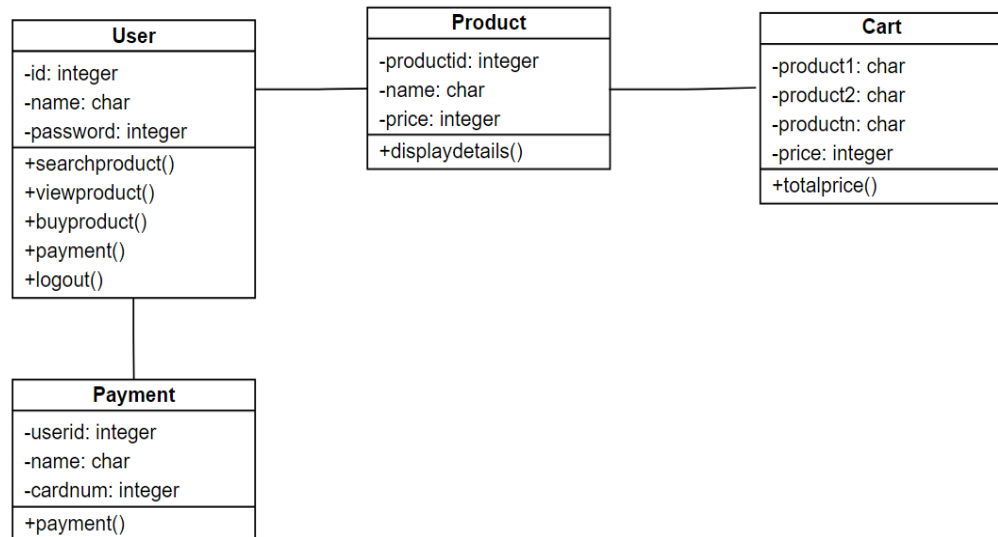 User
-id: integer
-name: char
-password: integer
+searchproduct()
+viewproduct()
+buyproduct()
+payment()
+logout()
Product
-productid: integer
-name: char
-price: integer
+displaydetails()
Cart
-product1: char
-product2: char
-productn: char
-price: integer
+totalprice()
Payment
-userid: integer
-name: char
-cardnum: integer
+payment()